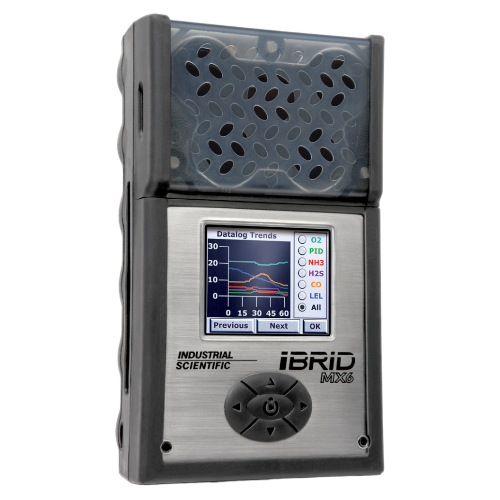 Datalog Trends
30
20
10
0
0 15 30 45 60
O2
PID
NH3
H2S
CO
LEL
All
Previous Next OK
INDUSTRIAL
SCIENTIFIC
iBRiD
MX6